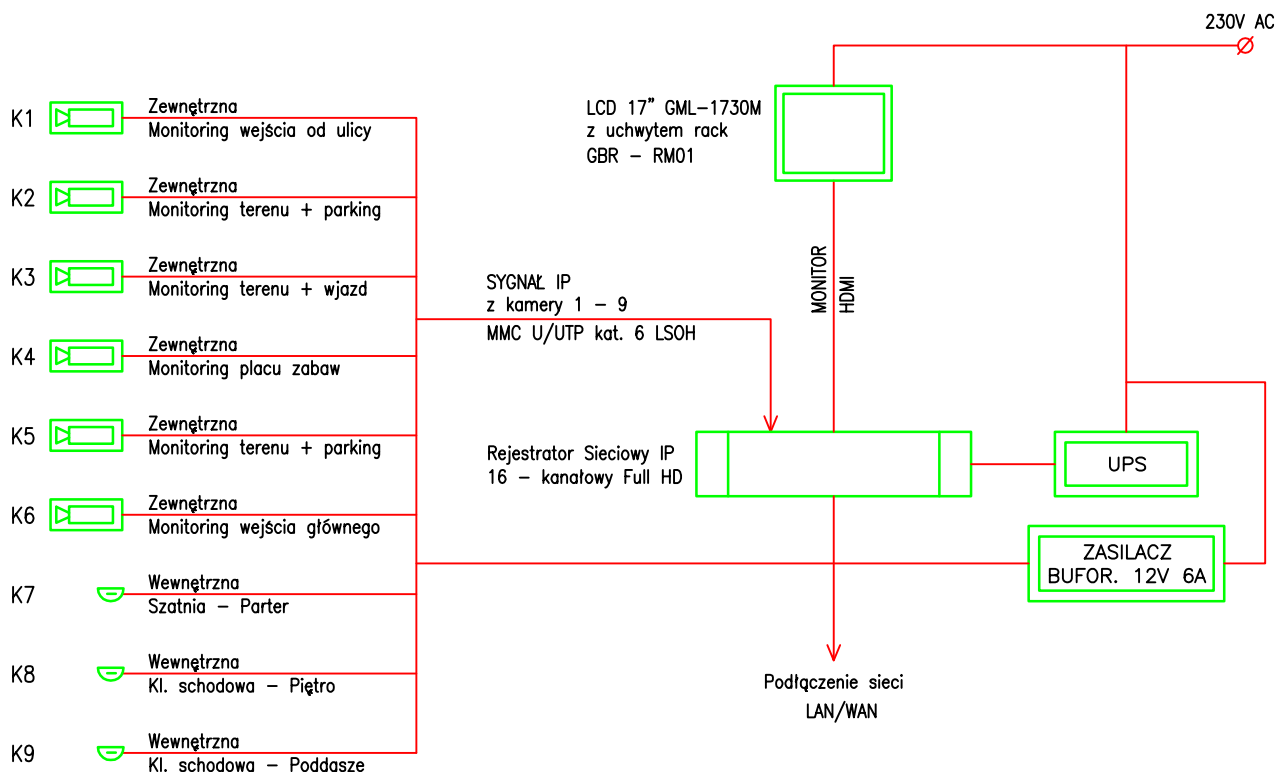 230V AC
LCD 17" GML-1730M
z uchwytem rack
GBR - RM01
K1
Zewnętrzna
Monitoring wejścia od ulicy
K2
Zewnętrzna
Monitoring terenu + parking
K3
Zewnętrzna
Monitoring terenu + wjazd
K4
Zewnętrzna
Monitoring placu zabaw
K5
Zewnętrzna
Monitoring terenu + parking
K6
Zewnętrzna
Monitoring wejścia głównego
K7
Wewnętrzna
Szatnia - Parter
K8
Wewnętrzna
Kl. schodowa - Piętro
K9
Wewnętrzna
Kl. schodowa - Poddasze
SYGNAŁ IP
z kamery 1 - 9
MMC U/UTP kat. 6 LSOH
MONITOR
HDMI
Rejestrator Sieciowy IP
16 - kanałowy Full HD
UPS
ZASILACZ
BUFOR. 12V 6A
Podłączenie sieci
LAN/WAN